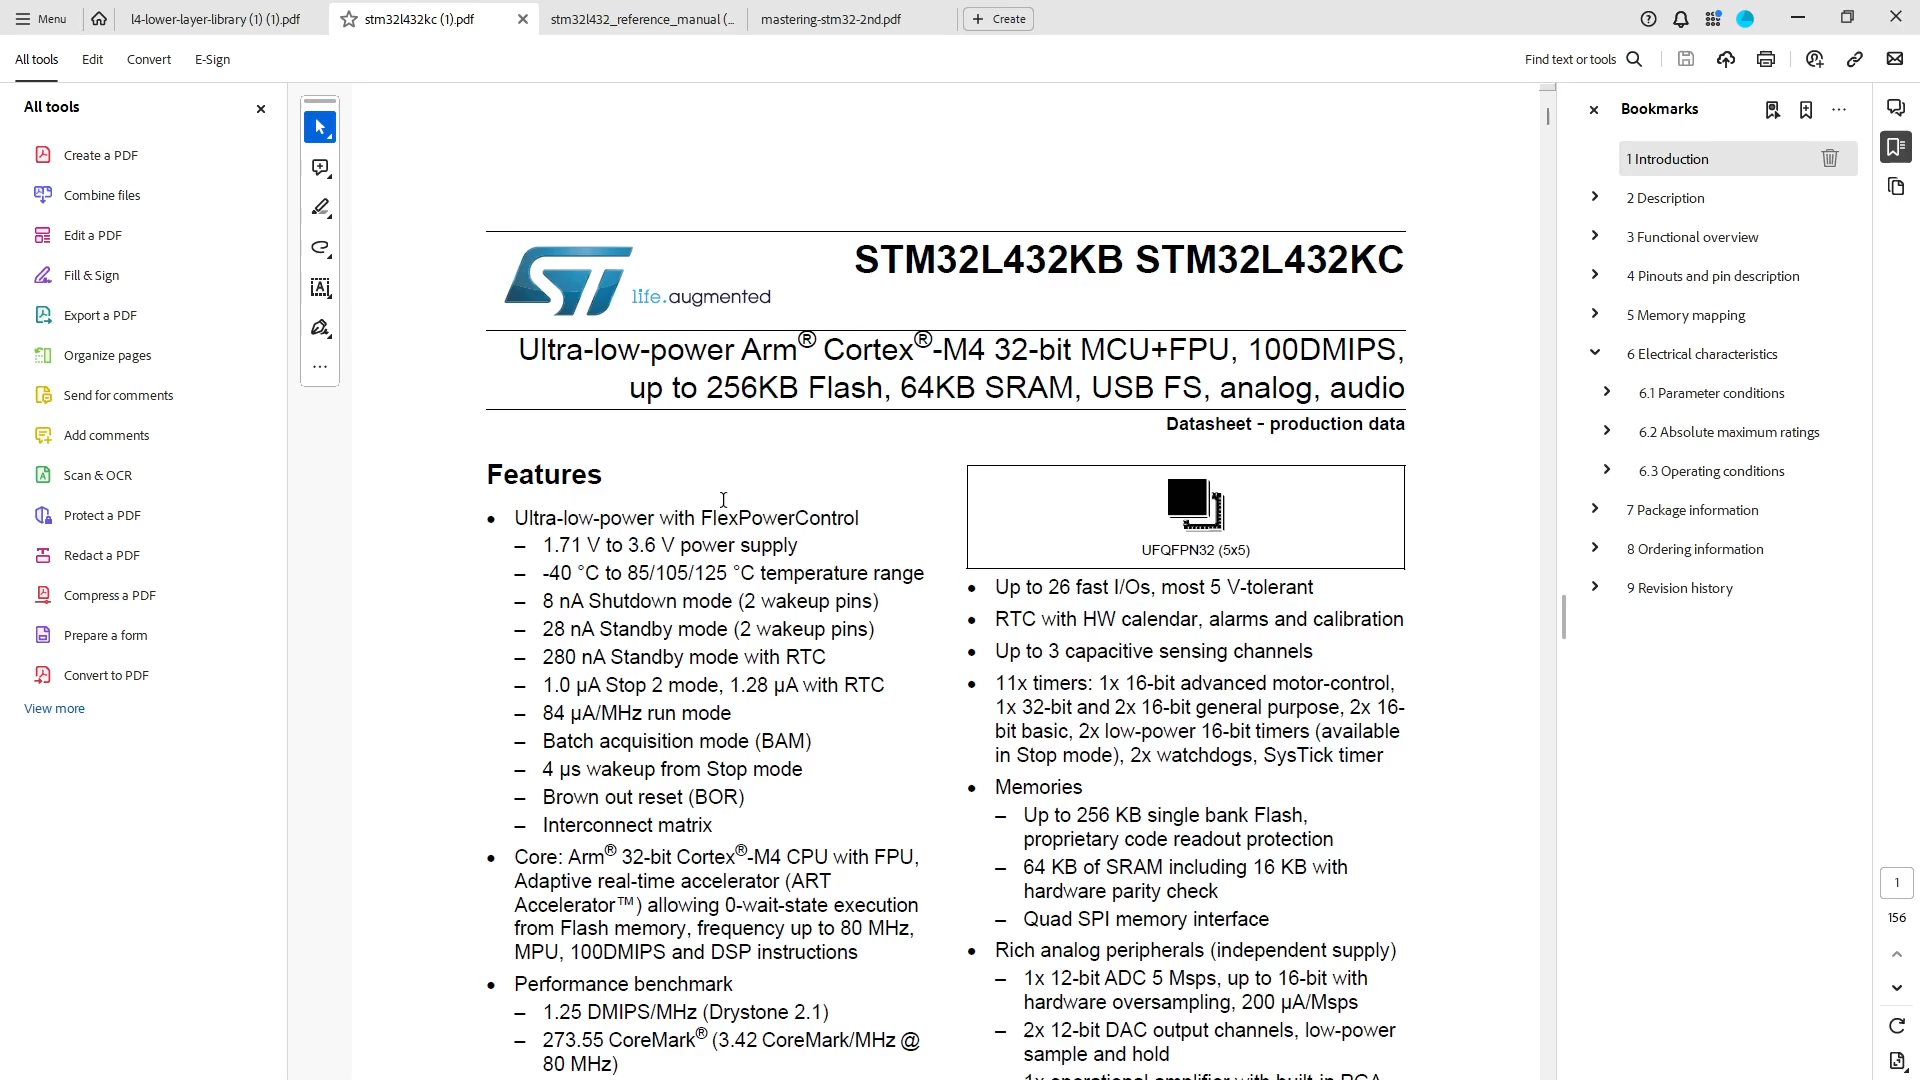 Menu
l4-lower-layer-library (1) (1).pdf
stm32l432kc (1).pdf
stm32l432_reference_manual (...
mastering-stm32-2nd.pdf
Create
All tools
Edit
Convert
E-Sign
Find text or tools
All tools
Create a PDF
Combine files
Edit a PDF
Fill & Sign
Export a PDF
Organize pages
Send for comments
Add comments
Scan & OCR
Protect a PDF
Redact a PDF
Compress a PDF
Prepare a form
Convert to PDF
View more
life.augmented
STM32L432KB STM32L432KC
Ultra-low-power Arm® Cortex®-M4 32-bit MCU+FPU, 100DMIPS,
up to 256KB Flash, 64KB SRAM, USB FS, analog, audio
Datasheet - production data
Features
• Ultra-low-power with FlexPowerControl
– 1.71 V to 3.6 V power supply
– -40 °C to 85/105/125 °C temperature range
– 8 nA Shutdown mode (2 wakeup pins)
– 28 nA Standby mode (2 wakeup pins)
– 280 nA Standby mode with RTC
– 1.0 µA Stop 2 mode, 1.28 µA with RTC
– 84 µA/MHz run mode
– Batch acquisition mode (BAM)
– 4 µs wakeup from Stop mode
– Brown out reset (BOR)
– Interconnect matrix
• Core: Arm® 32-bit Cortex®-M4 CPU with FPU,
Adaptive real-time accelerator (ART
Accelerator™) allowing 0-wait-state execution
from Flash memory, frequency up to 80 MHz,
MPU, 100DMIPS and DSP instructions
• Performance benchmark
– 1.25 DMIPS/MHz (Drystone 2.1)
– 273.55 CoreMark® (3.42 CoreMark/MHz @
80 MHz)
UFQFPN32 (5x5)
• Up to 26 fast I/Os, most 5 V-tolerant
• RTC with HW calendar, alarms and calibration
• Up to 3 capacitive sensing channels
• 11x timers: 1x 16-bit advanced motor-control,
1x 32-bit and 2x 16-bit general purpose, 2x 16-
bit basic, 2x low-power 16-bit timers (available
in Stop mode), 2x watchdogs, SysTick timer
• Memories
– Up to 256 KB single bank Flash,
proprietary code readout protection
– 64 KB of SRAM including 16 KB with
hardware parity check
– Quad SPI memory interface
• Rich analog peripherals (independent supply)
– 1x 12-bit ADC 5 Msps, up to 16-bit with
hardware oversampling, 200 µA/Msps
– 2x 12-bit DAC output channels, low-power
sample and hold
1x operational amplifier with built-in PGA
Bookmarks
1 Introduction
2 Description
3 Functional overview
4 Pinouts and pin description
5 Memory mapping
6 Electrical characteristics
6.1 Parameter conditions
6.2 Absolute maximum ratings
6.3 Operating conditions
7 Package information
8 Ordering information
9 Revision history
1
156